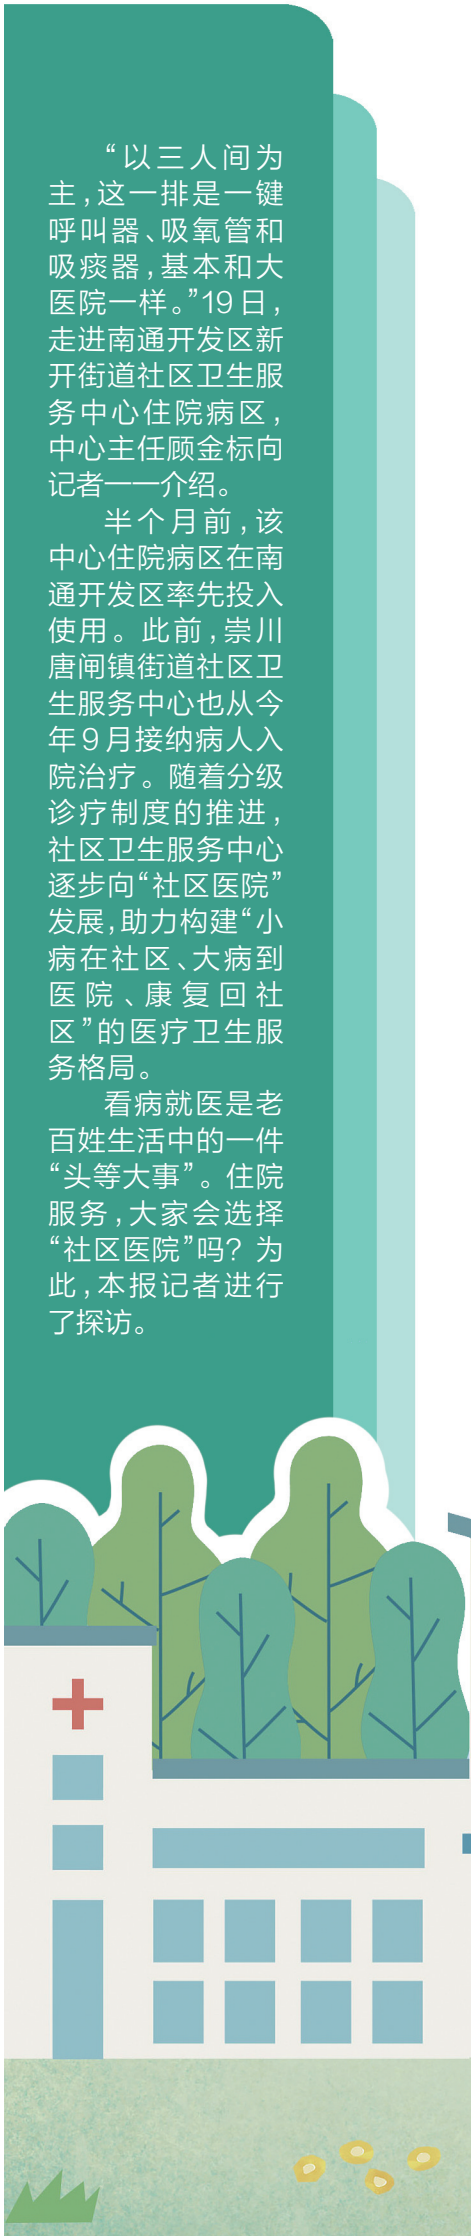 “以三人间为
主,这一排是一键
呼叫器、吸氧管和
吸痰器,基本和大
医院一样。”19日,
走进南通开发区新
开街道社区卫生服
务中心住院病区,
中心主任顾金标向
记者一一介绍。
半个月前,该
中心住院病区在南
通开发区率先投入
使用。此前,崇川
唐闸镇街道社区卫
生服务中心也从今
年9月接纳病人入
院治疗。随着分级
诊疗制度的推进,
社区卫生服务中心
逐步向“社区医院”
发展,助力构建“小
病在社区、大病到
医院、康复回社
区”的医疗卫生服
务格局。
看病就医是老
百姓生活中的一件
“头等大事”。住院
服务,大家会选择
“社区医院”吗？为
此,本报记者进行
了探访。